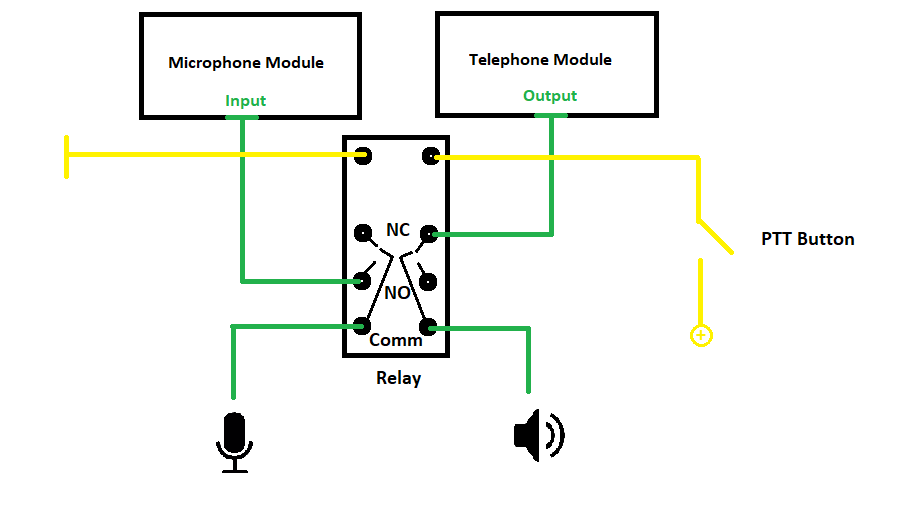 Microphone Module
Input
Telephone Module
Output
NC
NO
Comm
Relay
PTT Button
+